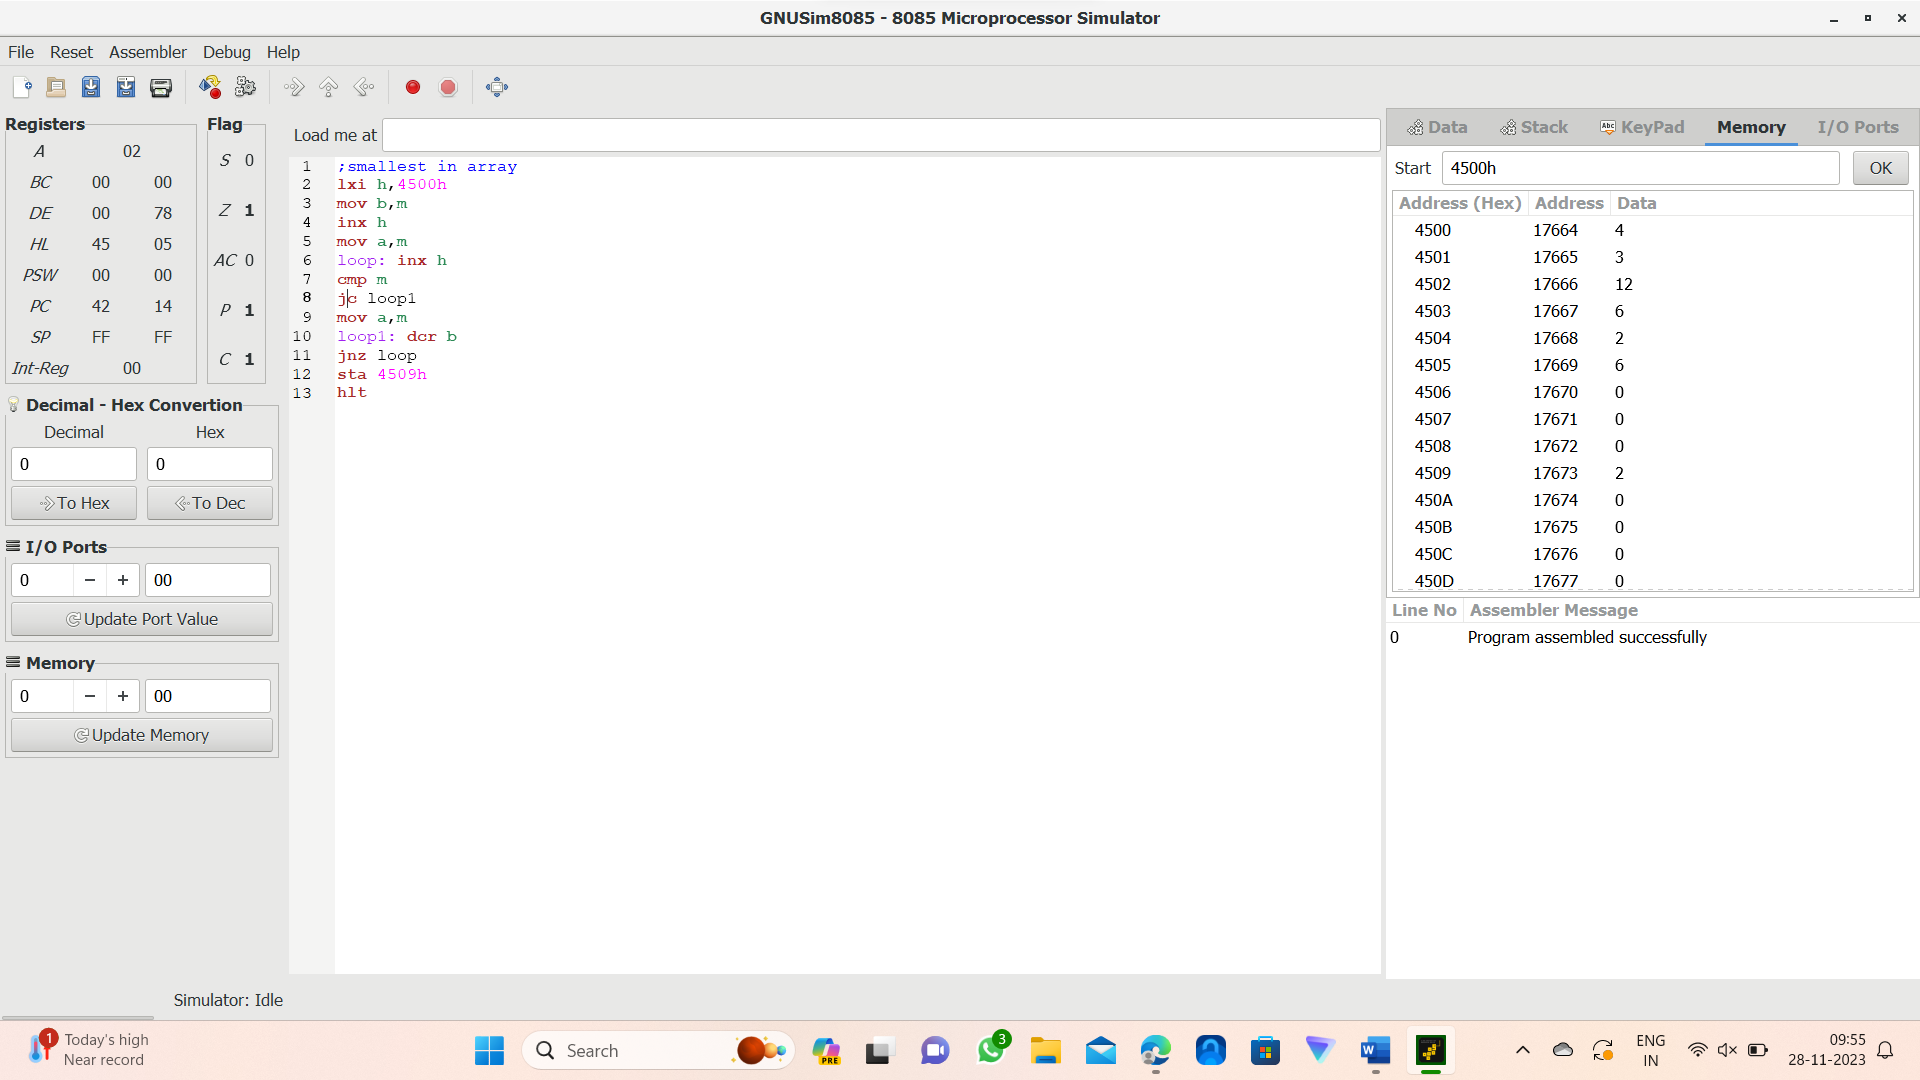 GNUSim8085 - 8085 Microprocessor Simulator
File Reset Assembler Debug Help
Registers
A 02
BC 00 00
DE 00 78
HL 45 05
PSW 00 00
PC 42 14
SP FF FF
Int-Reg 00
Flag
S 0
Z 1
AC 0
P 1
C 1
Decimal - Hex Convertion
Decimal Hex
0 0
To Hex To Dec
I/O Ports
0 − + 00
Update Port Value
Memory
0 − + 00
Update Memory
Load me at
1 ;smallest in array
2 lxi h,4500h
3 mov b,m
4 inx h
5 mov a,m
6 loop: inx h
7 cmp m
8 jc loop1
9 mov a,m
10 loop1: dcr b
11 jnz loop
12 sta 4509h
13 hlt
Data Stack Abc KeyPad Memory I/O Ports
Start 4500h OK
Address (Hex) Address Data
4500 17664 4
4501 17665 3
4502 17666 12
4503 17667 6
4504 17668 2
4505 17669 6
4506 17670 0
4507 17671 0
4508 17672 0
4509 17673 2
450A 17674 0
450B 17675 0
450C 17676 0
450D 17677 0
Line No Assembler Message
0 Program assembled successfully
Simulator: Idle
1 Today's high
Near record
Search
PRE
3
W
ENG
IN
09:55
28-11-2023